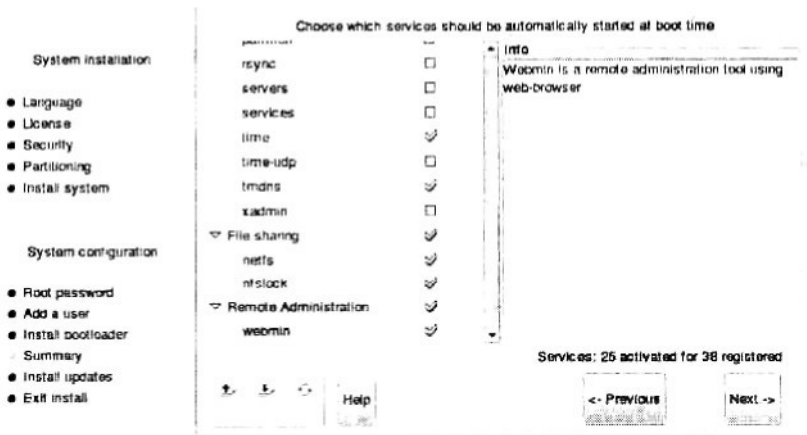 Choose which services should be automatically started at boot time
System installation
Language
License
Security
Partitioning
Install system
System configuration
Root password
Add a user
Install bootloader
Summary
Install updates
Exit install
rsync
servers
services
time
time-udp
tmdns
xadmin
File sharing
netfs
nfslock
Remote Administration
webmin
Info
Webmin is a remote administration tool using
web-browser
Services: 25 activated for 38 registered
Help
<- Previous
Next ->